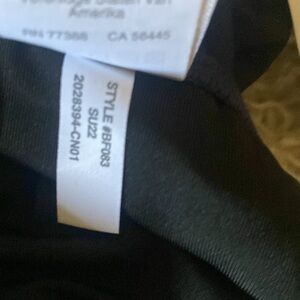 Verenigde Staten van
Amerika
RN 77388 CA 56445
STYLE #BF083
SU22
2028394-CN01